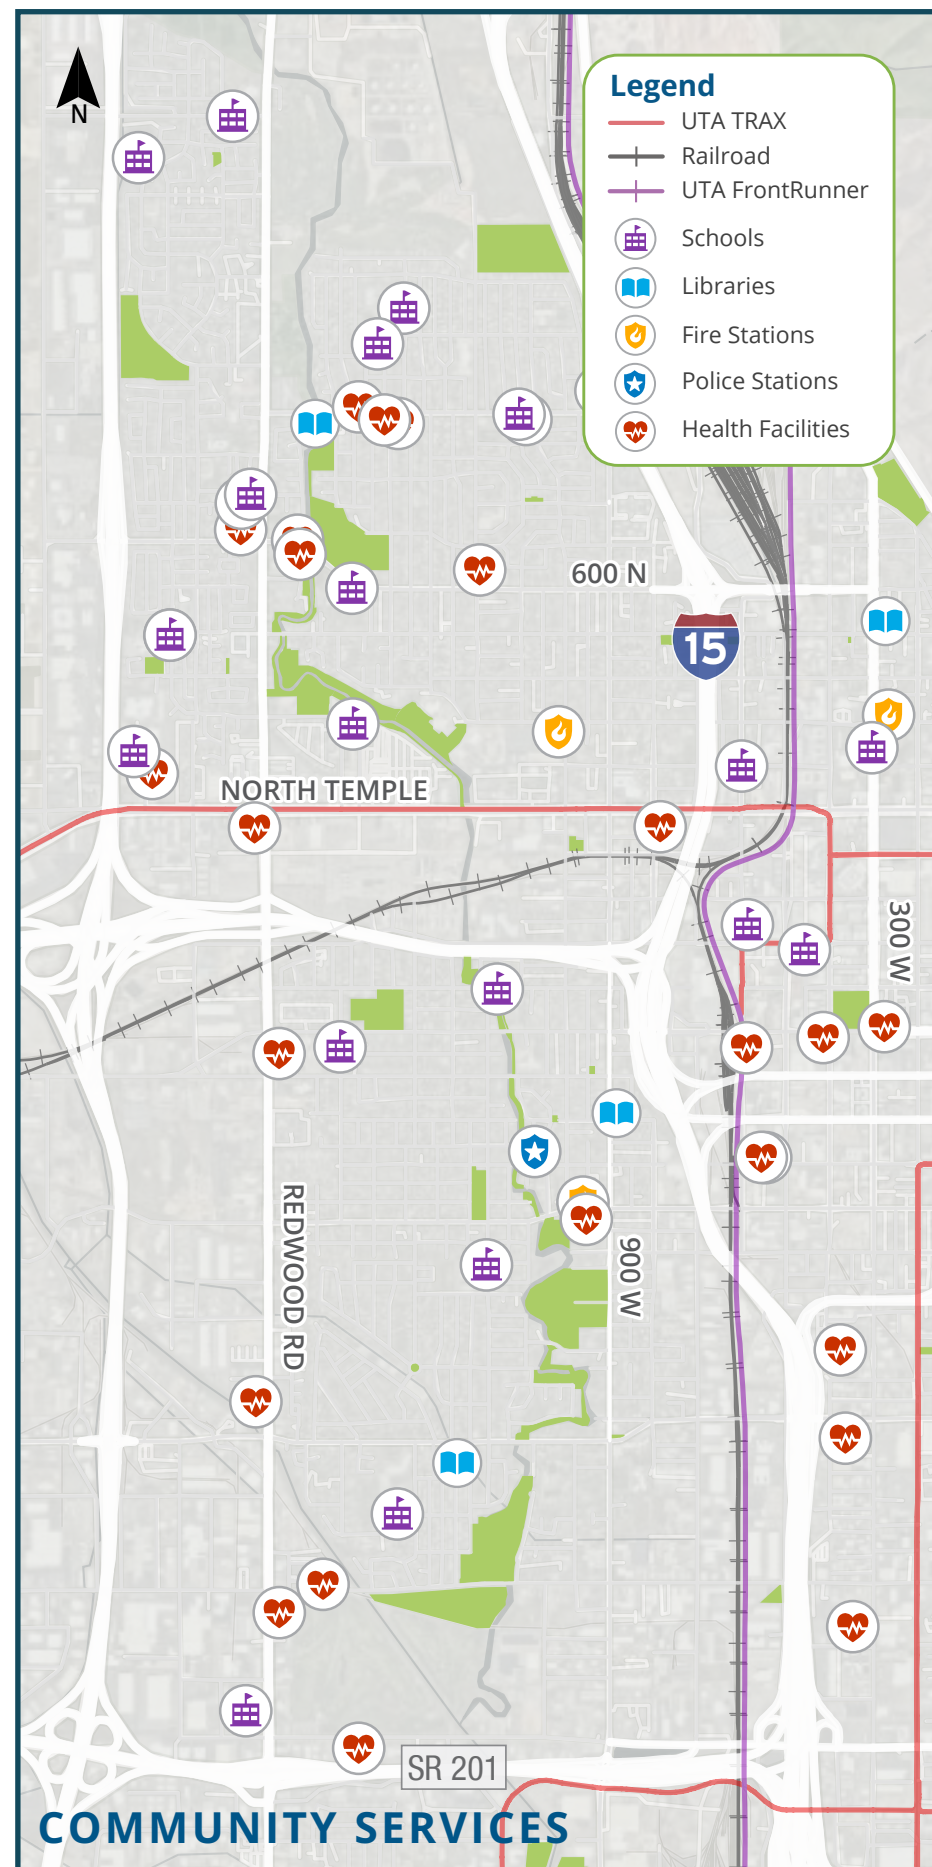 N
Legend
UTA TRAX
Railroad
UTA FrontRunner
Schools
Libraries
Fire Stations
Police Stations
Health Facilities
600 N
15
NORTH TEMPLE
300 W
REDWOOD RD
900 W
SR 201
COMMUNITY SERVICES